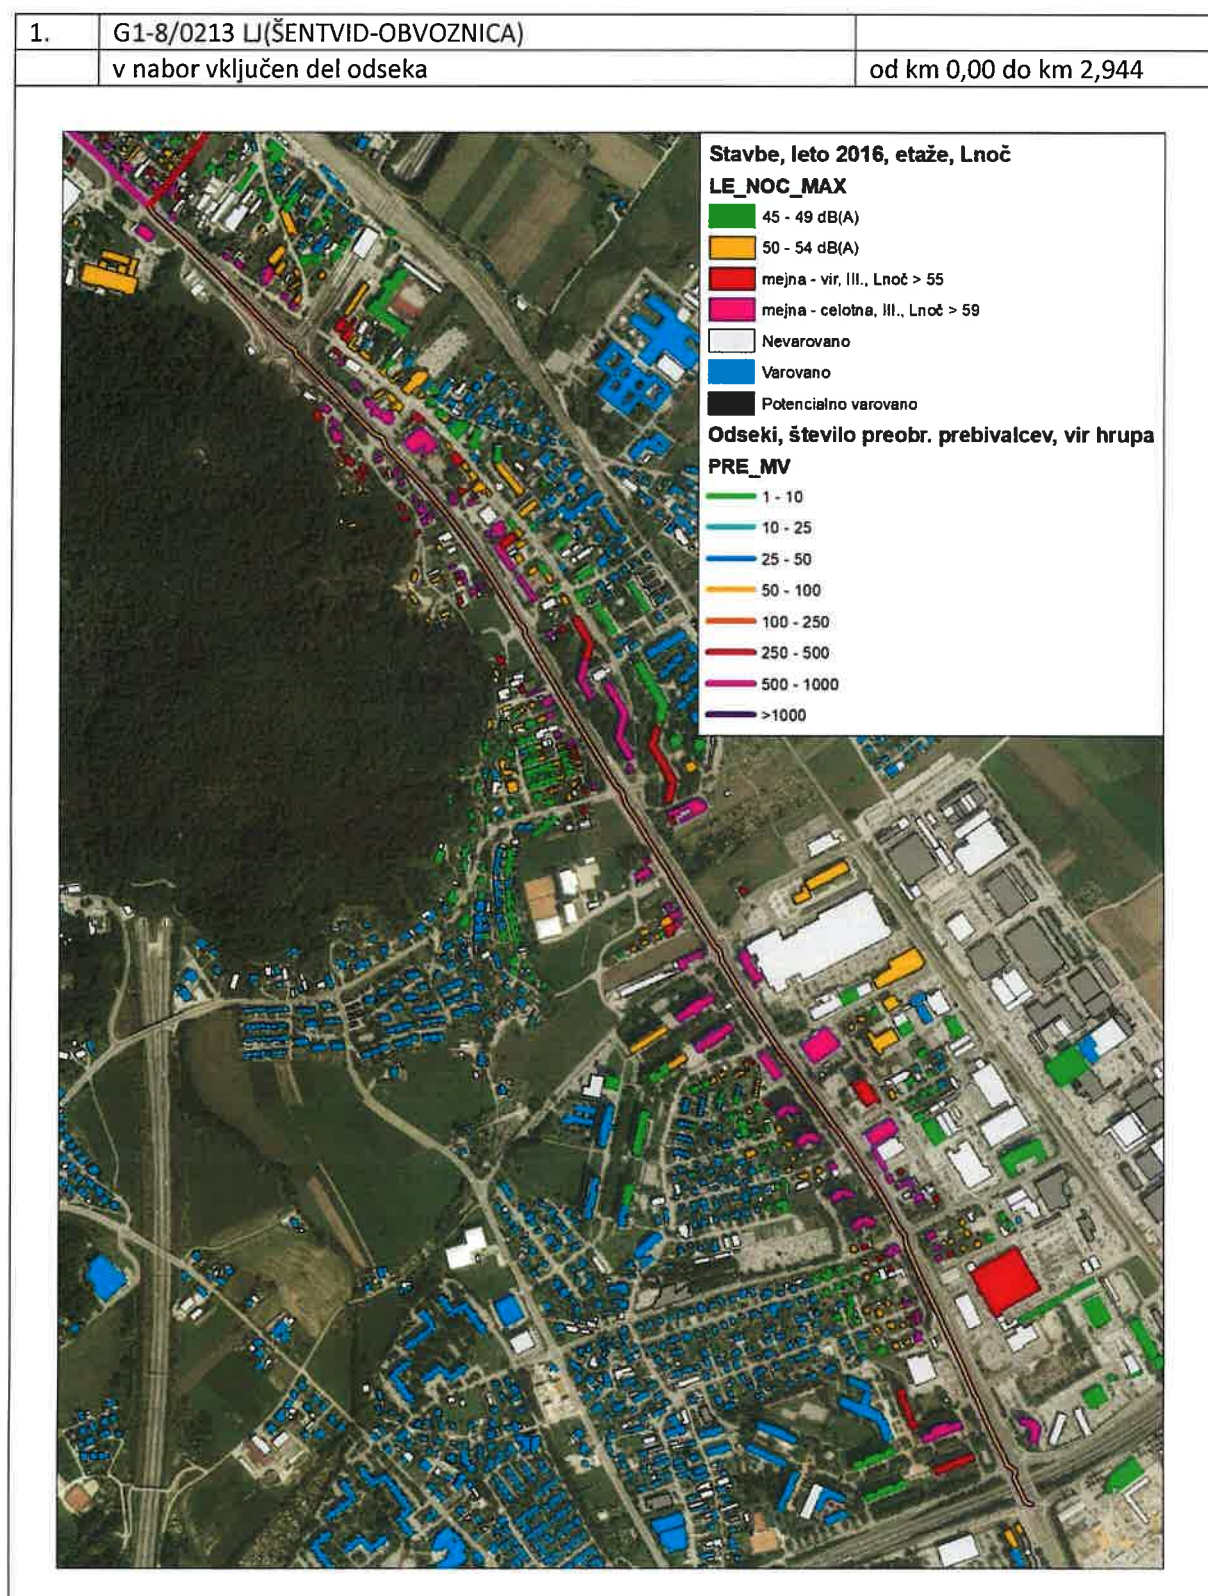 1. G1-8/0213 LJ(ŠENTVID-OBVOZNICA)
v nabor vključen del odseka od km 0,00 do km 2,944
Stavbe, leto 2016, etaže, Lnoč
LE_NOC_MAX
45 - 49 dB(A)
50 - 54 dB(A)
mejna - vir, III., Lnoč > 55
mejna - celotna, III., Lnoč > 59
Nevarovano
Varovano
Potencialno varovano
Odseki, število preobr. prebivalcev, vir hrupa
PRE_MV
1 - 10
10 - 25
25 - 50
50 - 100
100 - 250
250 - 500
500 - 1000
>1000